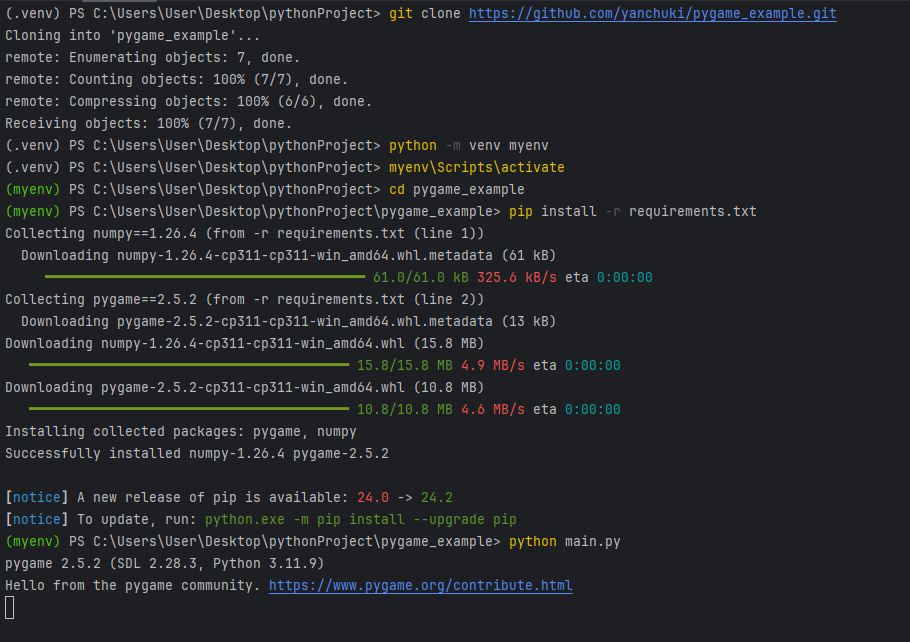 (.venv) PS C:\Users\User\Desktop\pythonProject> git clone https://github.com/yanchuki/pygame_example.git
Cloning into 'pygame_example'...
remote: Enumerating objects: 7, done.
remote: Counting objects: 100% (7/7), done.
remote: Compressing objects: 100% (6/6), done.
Receiving objects: 100% (7/7), done.
(.venv) PS C:\Users\User\Desktop\pythonProject> python -m venv myenv
(.venv) PS C:\Users\User\Desktop\pythonProject> myenv\Scripts\activate
(myenv) PS C:\Users\User\Desktop\pythonProject> cd pygame_example
(myenv) PS C:\Users\User\Desktop\pythonProject\pygame_example> pip install -r requirements.txt
Collecting numpy==1.26.4 (from -r requirements.txt (line 1))
  Downloading numpy-1.26.4-cp311-cp311-win_amd64.whl.metadata (61 kB)
61.0/61.0 kB 325.6 kB/s eta 0:00:00
Collecting pygame==2.5.2 (from -r requirements.txt (line 2))
  Downloading pygame-2.5.2-cp311-cp311-win_amd64.whl.metadata (13 kB)
Downloading numpy-1.26.4-cp311-cp311-win_amd64.whl (15.8 MB)
15.8/15.8 MB 4.9 MB/s eta 0:00:00
Downloading pygame-2.5.2-cp311-cp311-win_amd64.whl (10.8 MB)
10.8/10.8 MB 4.6 MB/s eta 0:00:00
Installing collected packages: pygame, numpy
Successfully installed numpy-1.26.4 pygame-2.5.2
[notice] A new release of pip is available: 24.0 -> 24.2
[notice] To update, run: python.exe -m pip install --upgrade pip
(myenv) PS C:\Users\User\Desktop\pythonProject\pygame_example> python main.py
pygame 2.5.2 (SDL 2.28.3, Python 3.11.9)
Hello from the pygame community. https://www.pygame.org/contribute.html